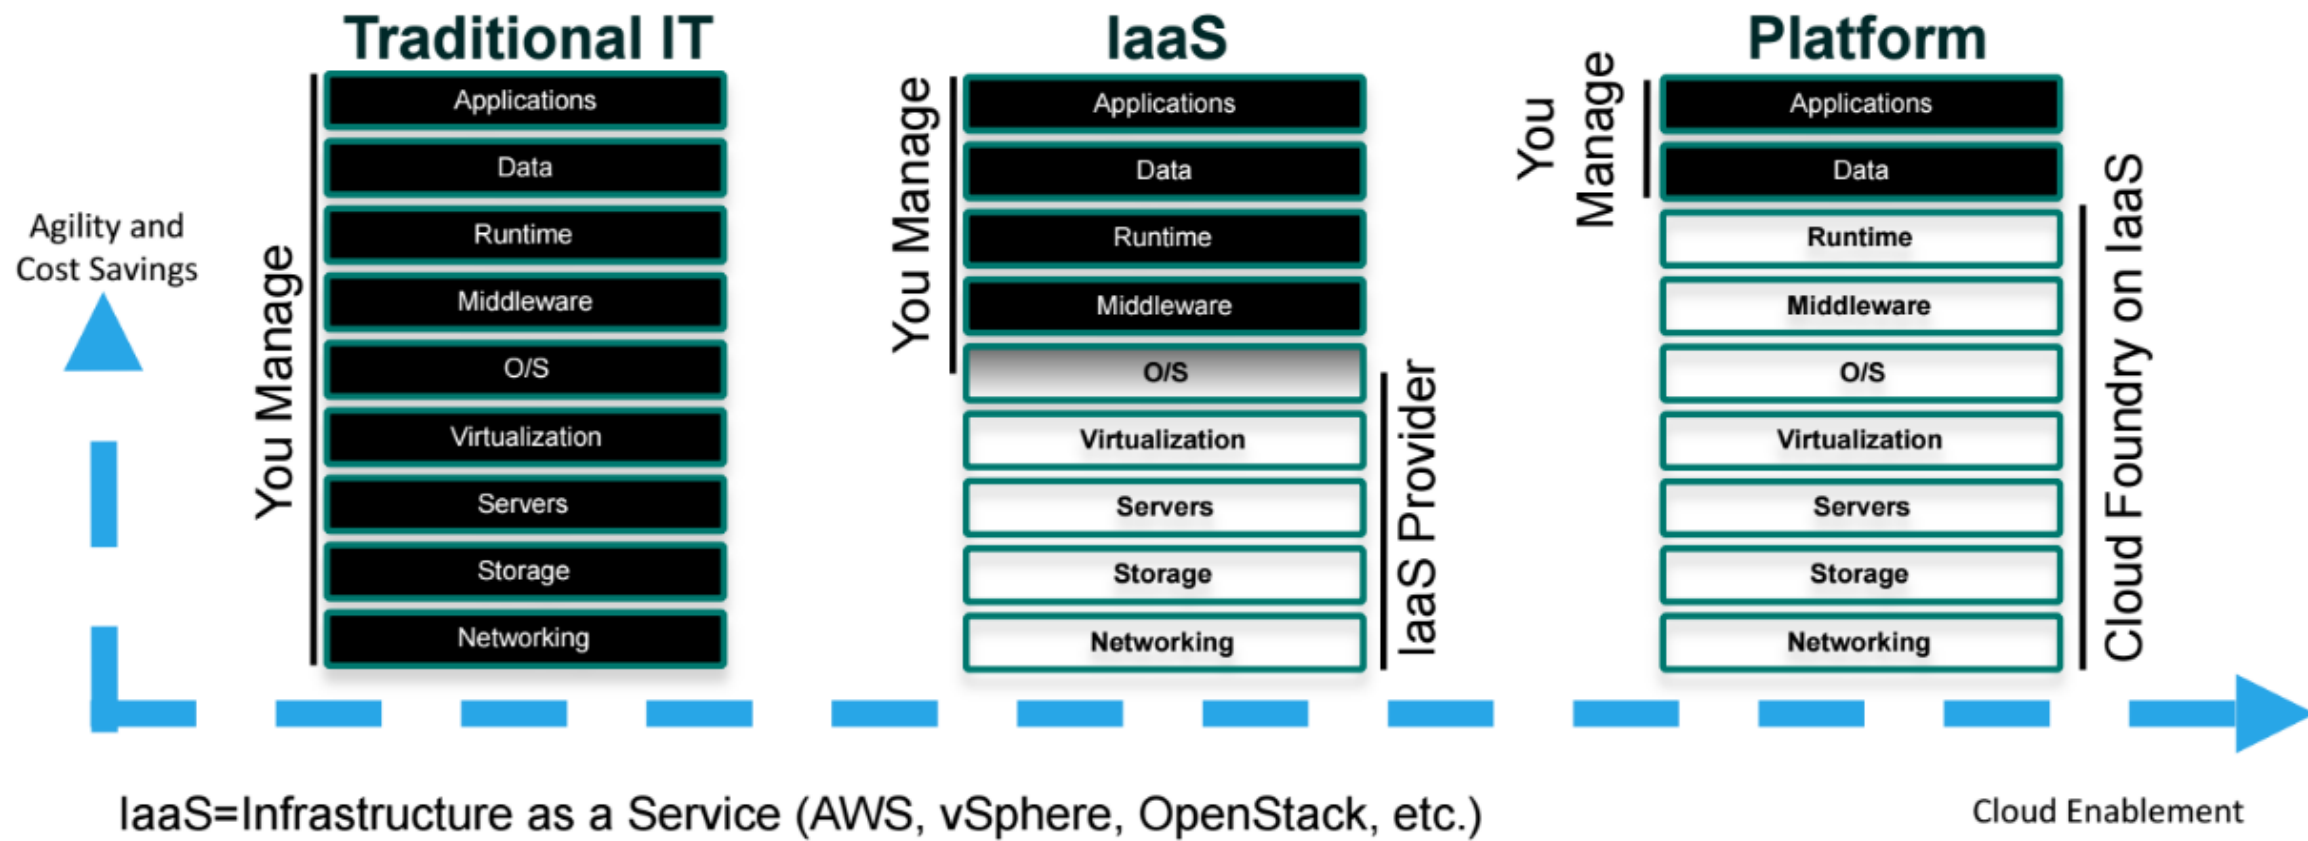 Traditional IT
IaaS
Platform
Agility and
Cost Savings
You Manage
Applications
Data
Runtime
Middleware
O/S
Virtualization
Servers
Storage
Networking
You Manage
Applications
Data
Runtime
Middleware
O/S
Virtualization
Servers
Storage
Networking
IaaS Provider
You
Manage
Applications
Data
Runtime
Middleware
O/S
Virtualization
Servers
Storage
Networking
Cloud Foundry on IaaS
IaaS=Infrastructure as a Service (AWS, vSphere, OpenStack, etc.)
Cloud Enablement